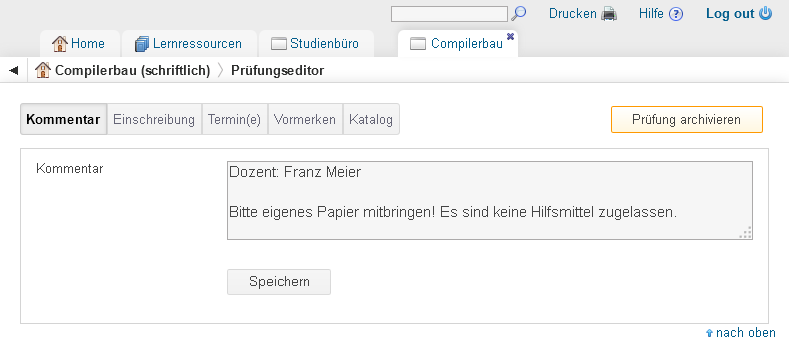 Drucken Hilfe Log out
Home Lernressourcen Studienbüro Compilerbau
Compilerbau (schriftlich) Prüfungseditor
Kommentar Einschreibung Termin(e) Vormerken Katalog Prüfung archivieren
Kommentar
Dozent: Franz Meier
Bitte eigenes Papier mitbringen! Es sind keine Hilfsmittel zugelassen.
Speichern
nach oben